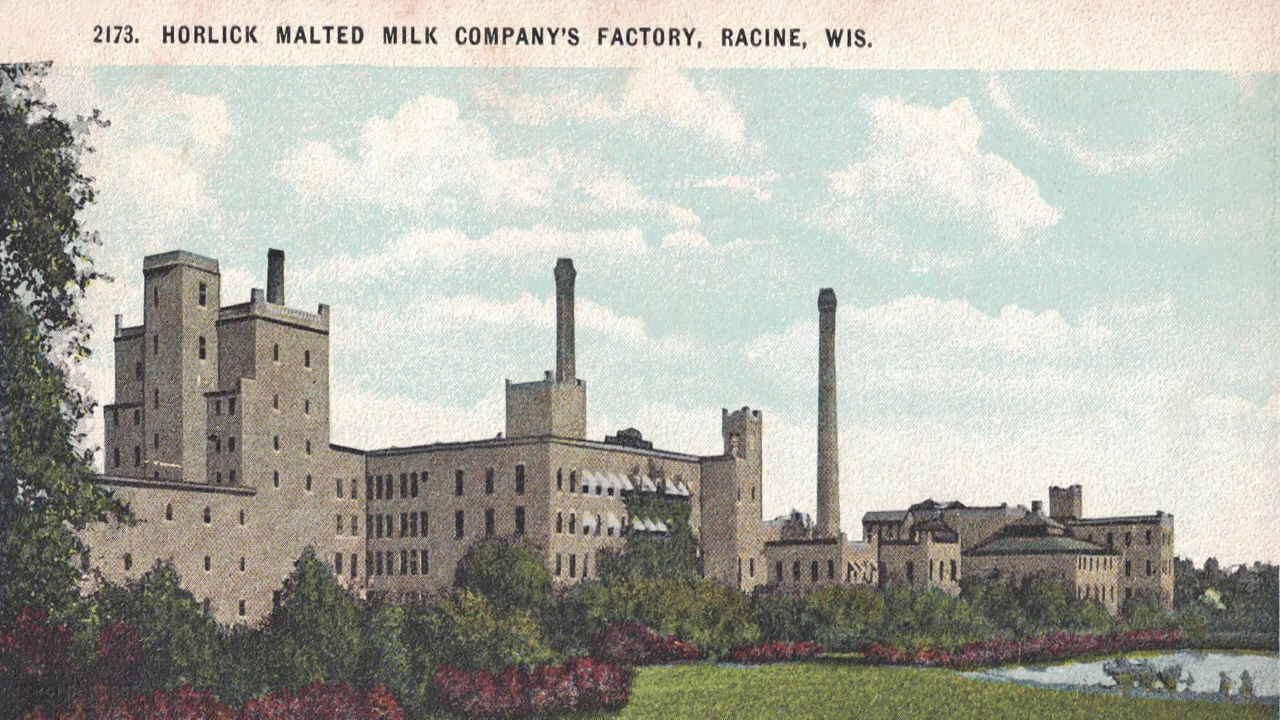 2173. HORLICK MALTED MILK COMPANY'S FACTORY, RACINE, WIS.